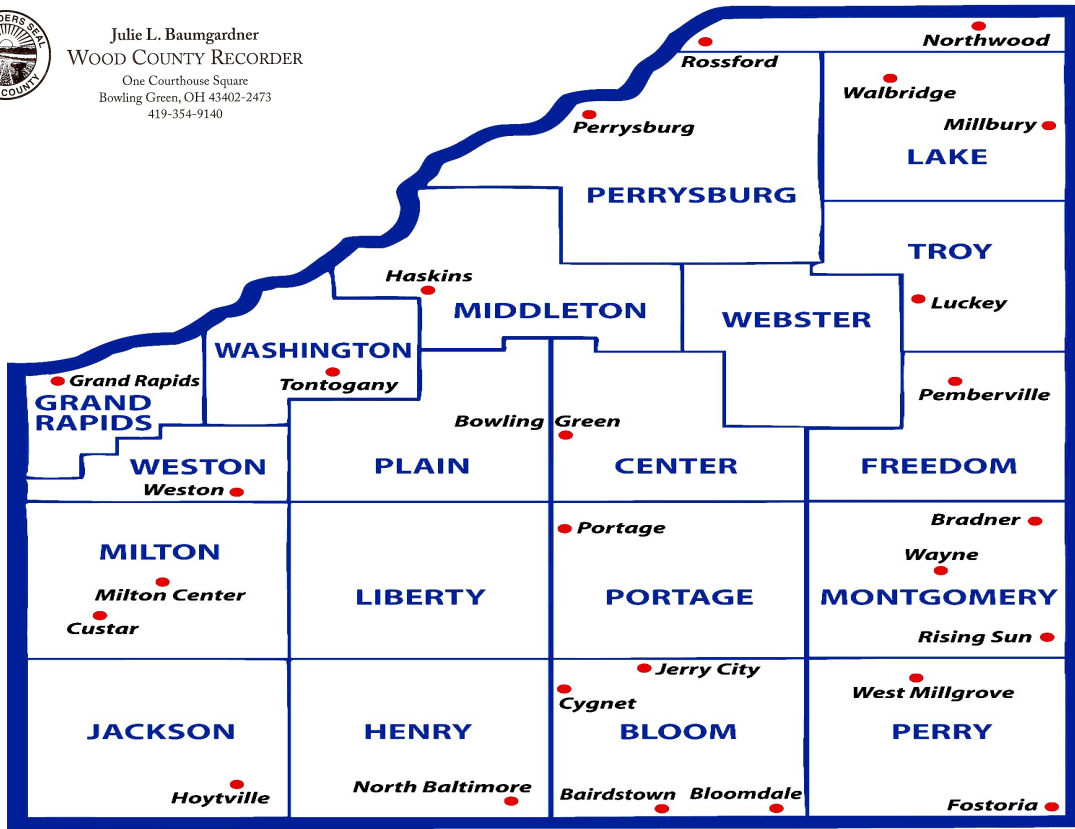 DERS SEAL
COUNTY
Julie L. Baumgardner
WOOD COUNTY RECORDER
One Courthouse Square
Bowling Green, OH 43402-2473
419-354-9140
Northwood
Rossford
Walbridge
Millbury
Perrysburg
LAKE
PERRYSBURG
TROY
Haskins
Luckey
MIDDLETON
WEBSTER
WASHINGTON
Grand Rapids
Tontogany
Pemberville
GRAND
RAPIDS
Bowling Green
WESTON
PLAIN
CENTER
FREEDOM
Weston
Bradner
Portage
MILTON
Wayne
Milton Center
LIBERTY
PORTAGE
MONTGOMERY
Custar
Rising Sun
Jerry City
West Millgrove
Cygnet
JACKSON
HENRY
BLOOM
PERRY
North Baltimore
Hoytville
Bairdstown
Bloomdale
Fostoria